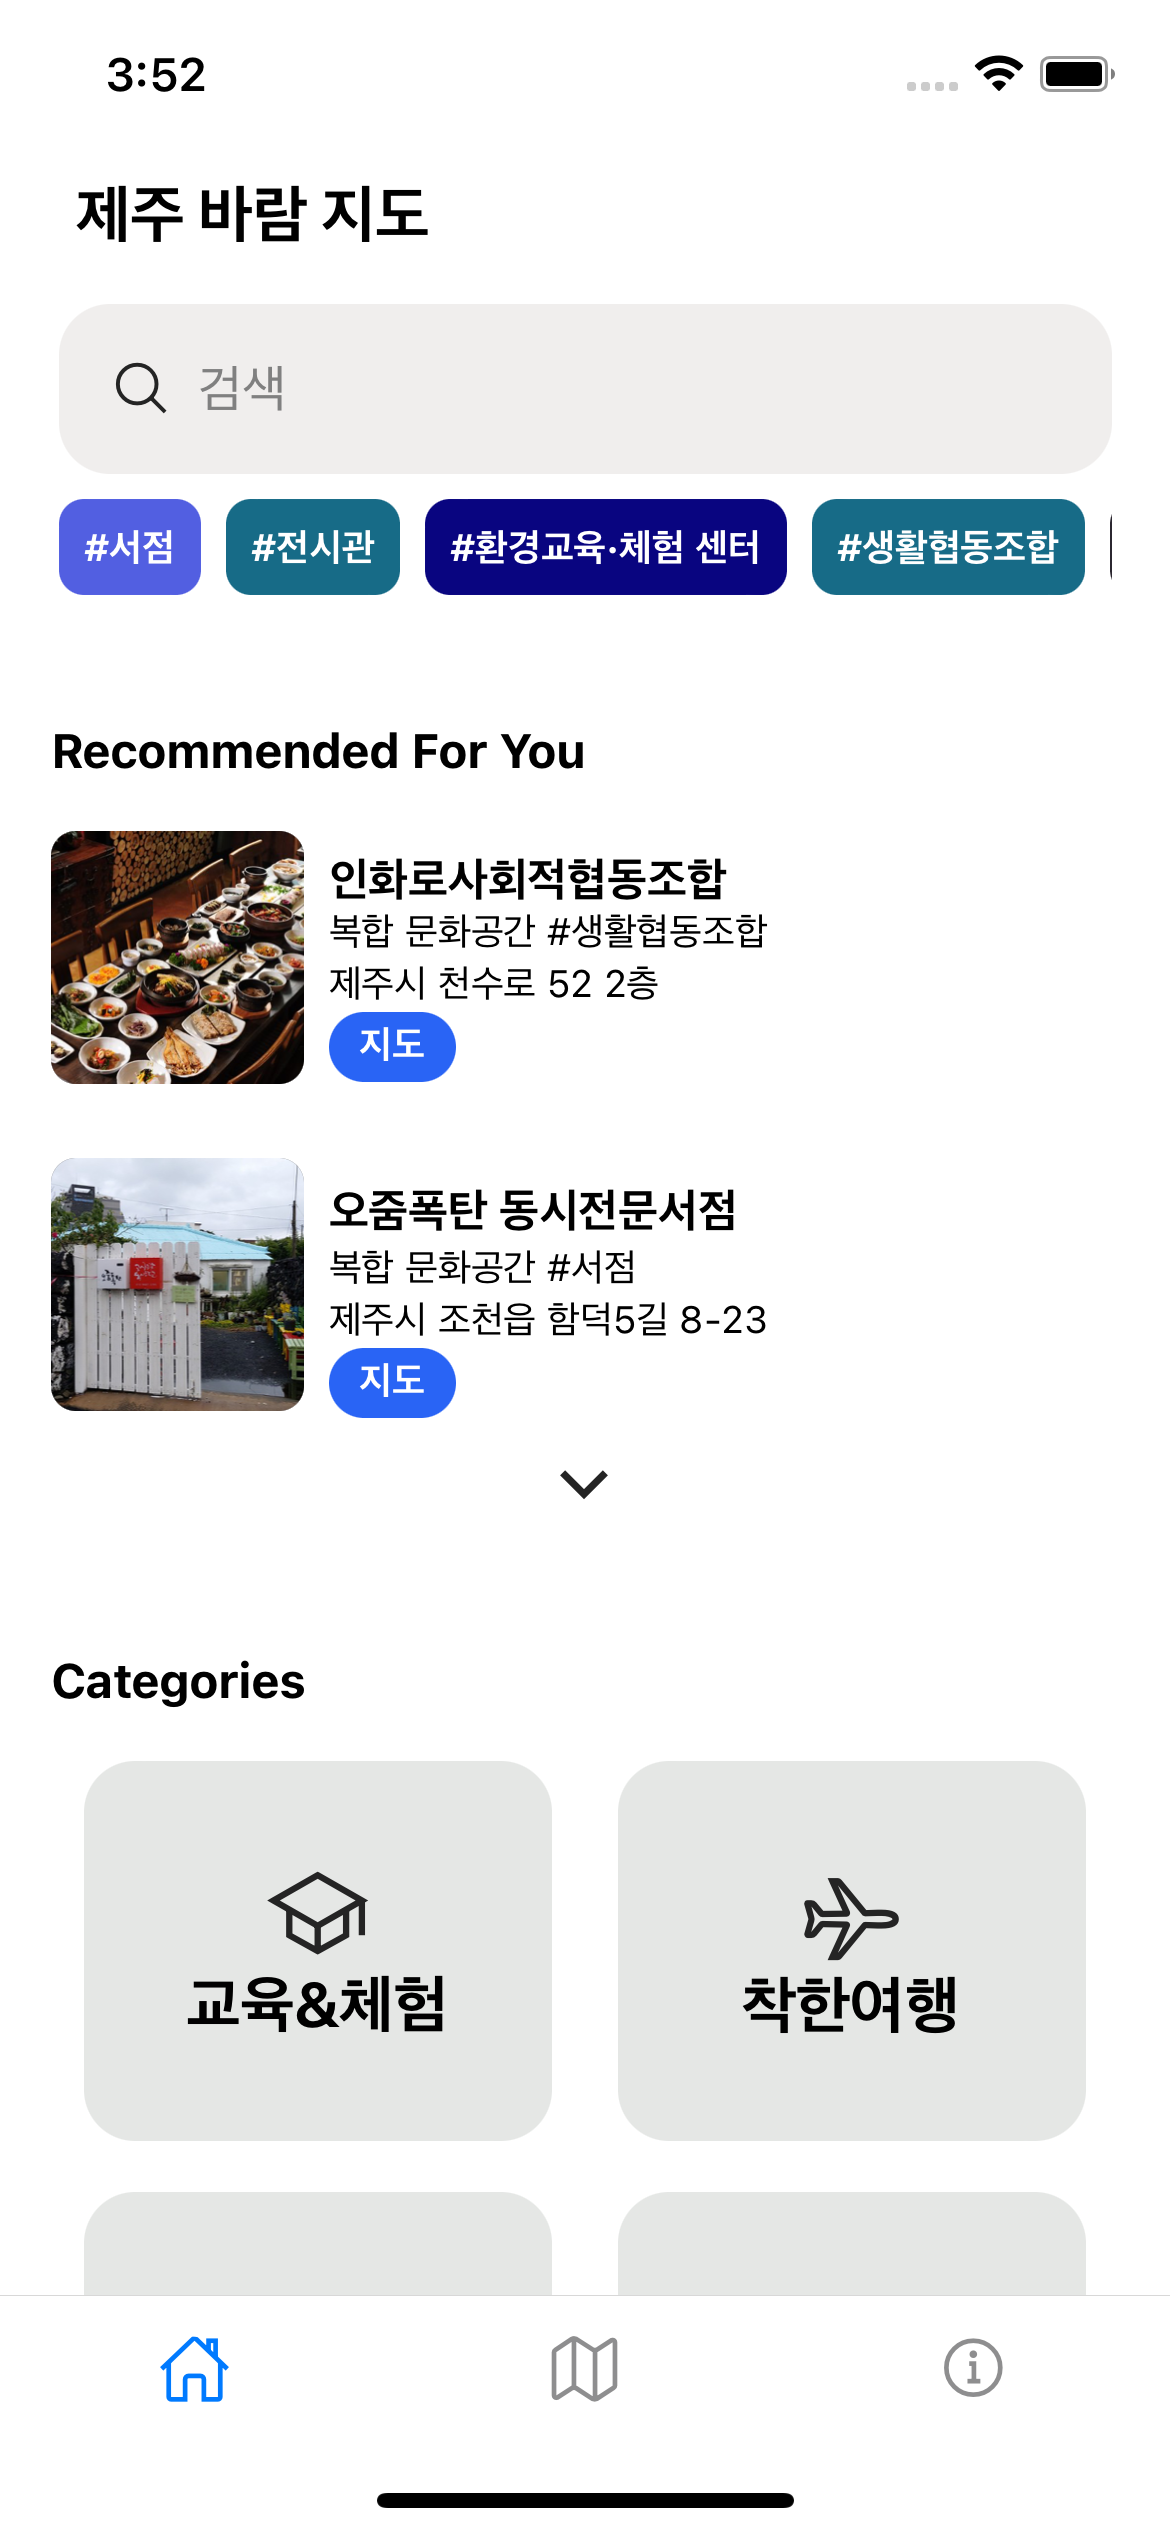 3:52
제주 바람 지도
검색
#서점 #전시관 #환경교육·체험 센터 #생활협동조합
Recommended For You
인화로사회적협동조합
복합 문화공간 #생활협동조합
제주시 천수로 52 2층
지도
오줌폭탄 동시전문서점
복합 문화공간 #서점
제주시 조천읍 함덕5길 8-23
지도
Categories
교육&체험
착한여행